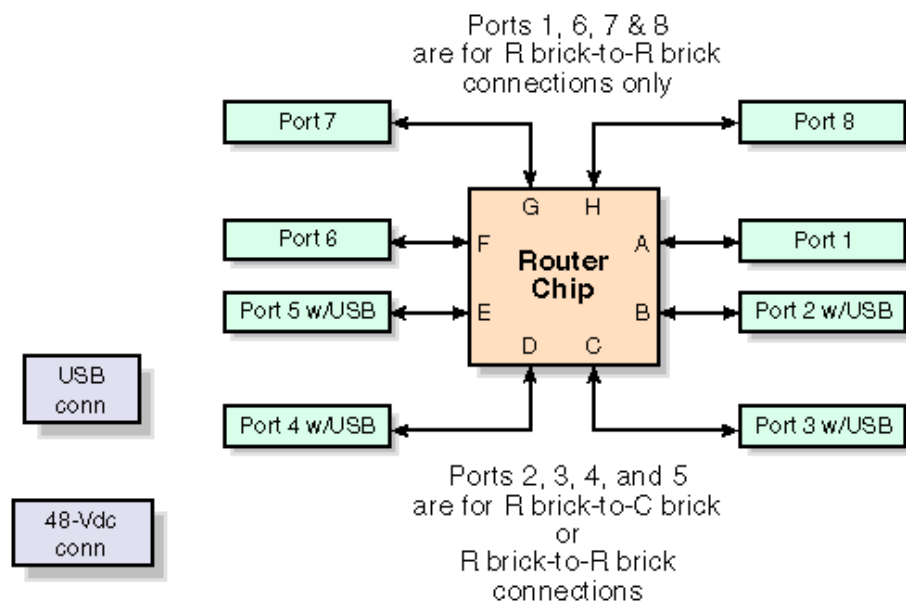 Ports 1, 6, 7 & 8
are for R brick-to-R brick
connections only
Port 7
Port 8
G
H
Port 6
F
A
Port 1
Router
Chip
Port 5 w/USB
E
B
Port 2 w/USB
D
C
USB
conn
Port 4 w/USB
Port 3 w/USB
Ports 2, 3, 4, and 5
are for R brick-to-C brick
or
R brick-to-R brick
connections
48-Vdc
conn